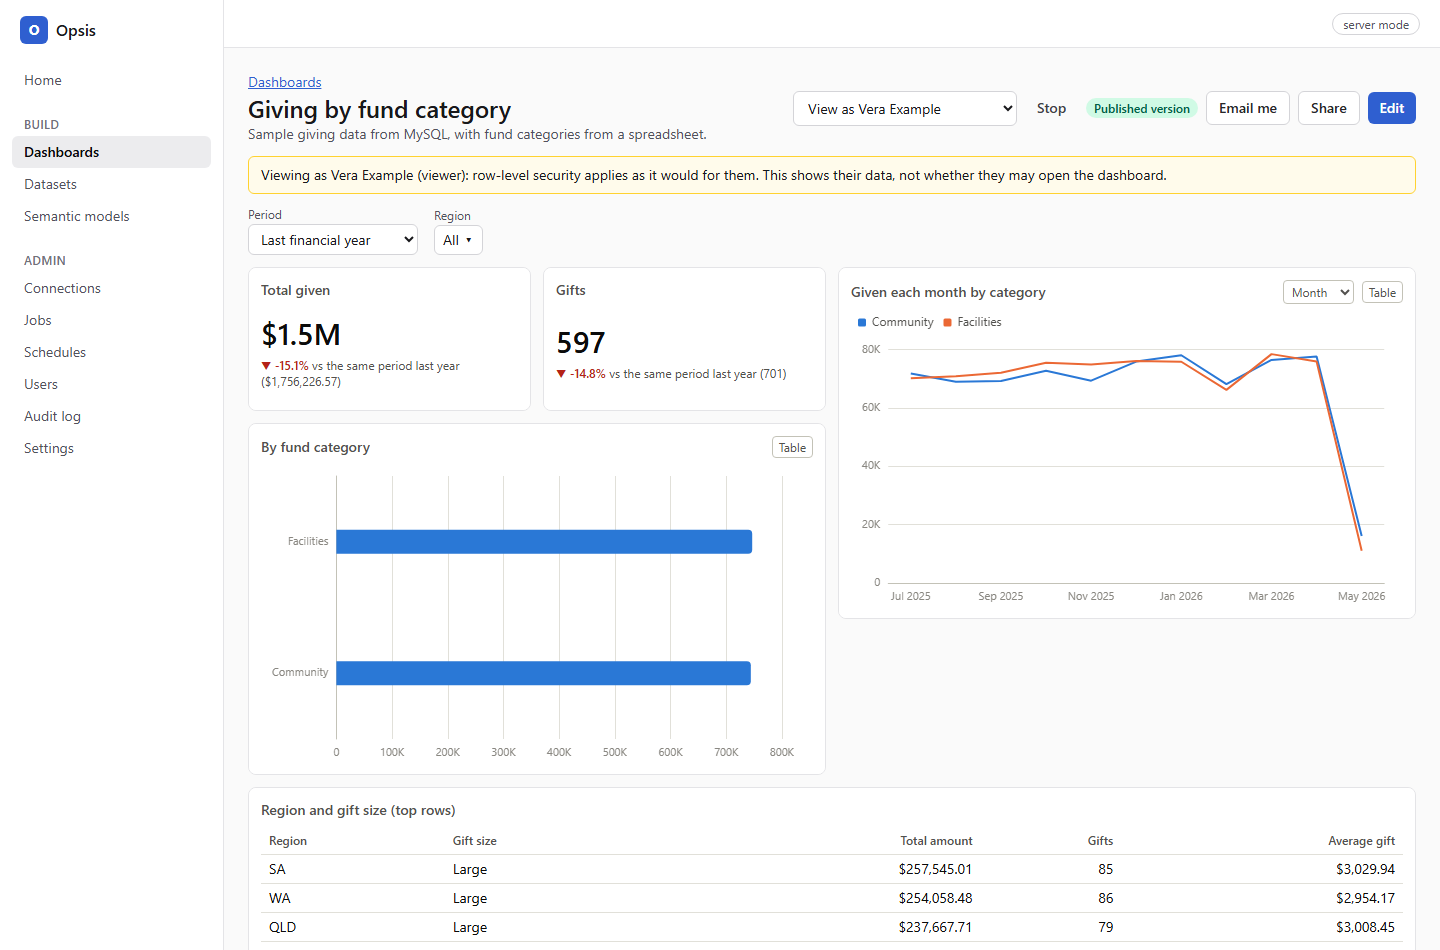 O Opsis
server mode
Home
BUILD
Dashboards
Datasets
Semantic models
ADMIN
Connections
Jobs
Schedules
Users
Audit log
Settings
Dashboards
Giving by fund category
Sample giving data from MySQL, with fund categories from a spreadsheet.
View as Vera Example
Stop
Published version
Email me
Share
Edit
Viewing as Vera Example (viewer): row-level security applies as it would for them. This shows their data, not whether they may open the dashboard.
Period
Last financial year
Region
All ▾
Total given
$1.5M
▼ -15.1% vs the same period last year
($1,756,226.57)
Gifts
597
▼ -14.8% vs the same period last year (701)
Given each month by category
Month
Table
Community Facilities
80K
60K
40K
20K
0
Jul 2025 Sep 2025 Nov 2025 Jan 2026 Mar 2026 May 2026
By fund category
Table
Facilities
Community
0 100K 200K 300K 400K 500K 600K 700K 800K
Region and gift size (top rows)
Region Gift size Total amount Gifts Average gift
SA Large $257,545.01 85 $3,029.94
WA Large $254,058.48 86 $2,954.17
QLD Large $237,667.71 79 $3,008.45